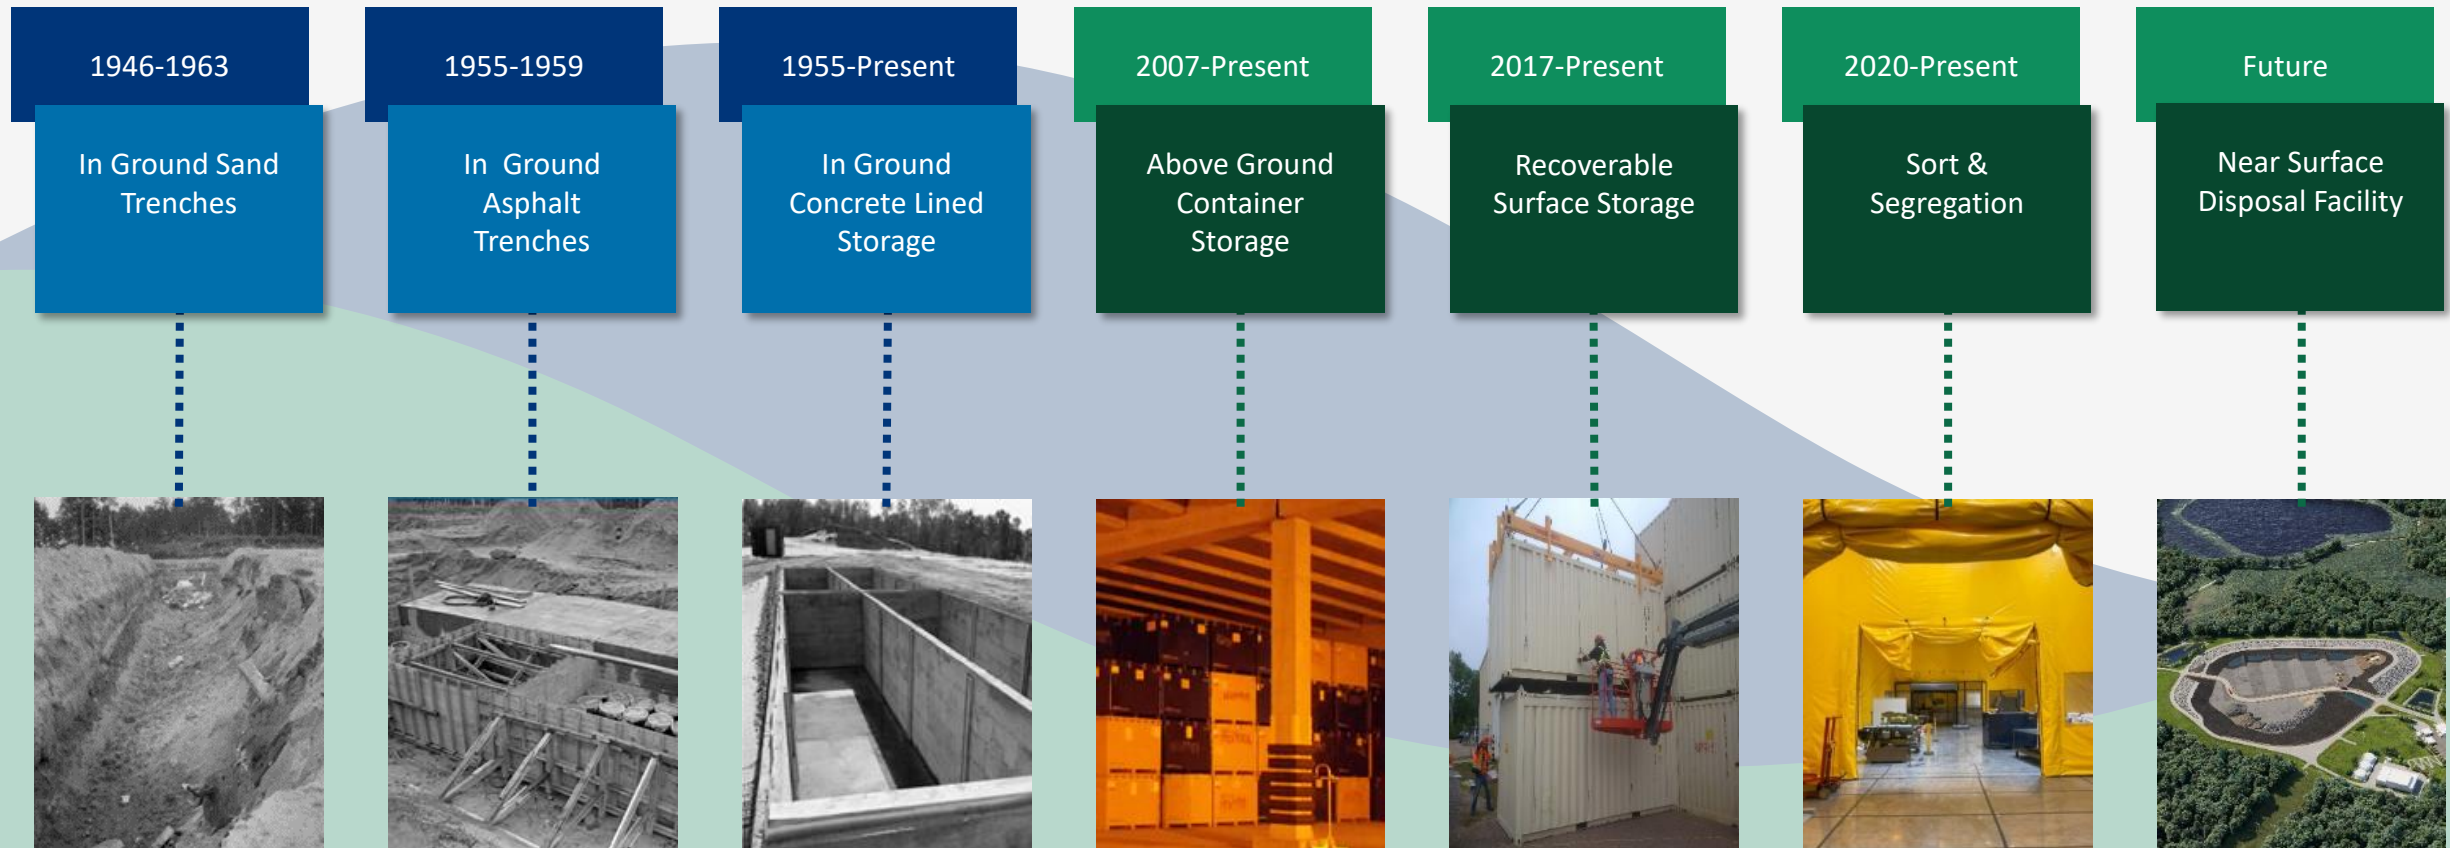 1946-1963
In Ground Sand
Trenches
1955-1959
In Ground
Asphalt
Trenches
1955-Present
In Ground
Concrete Lined
Storage
2007-Present
Above Ground
Container
Storage
2017-Present
Recoverable
Surface Storage
2020-Present
Sort &
Segregation
Future
Near Surface
Disposal Facility